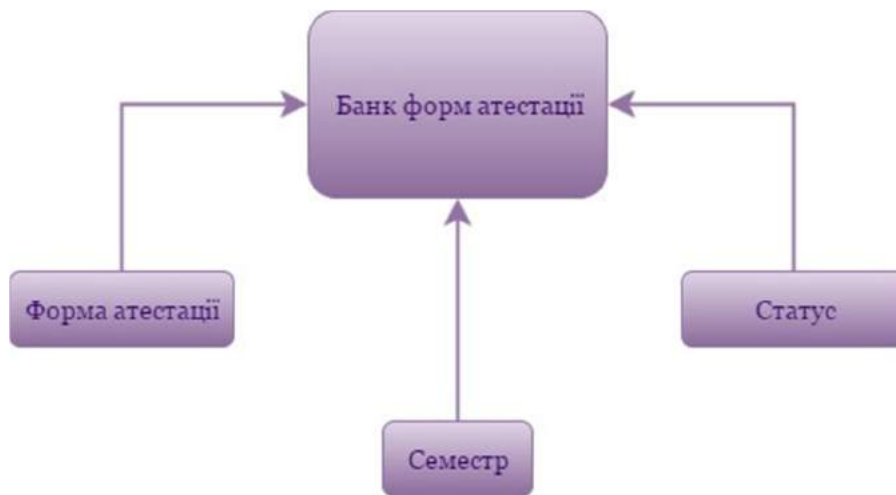 Банк форм атестації
Форма атестації
Статус
Семестр